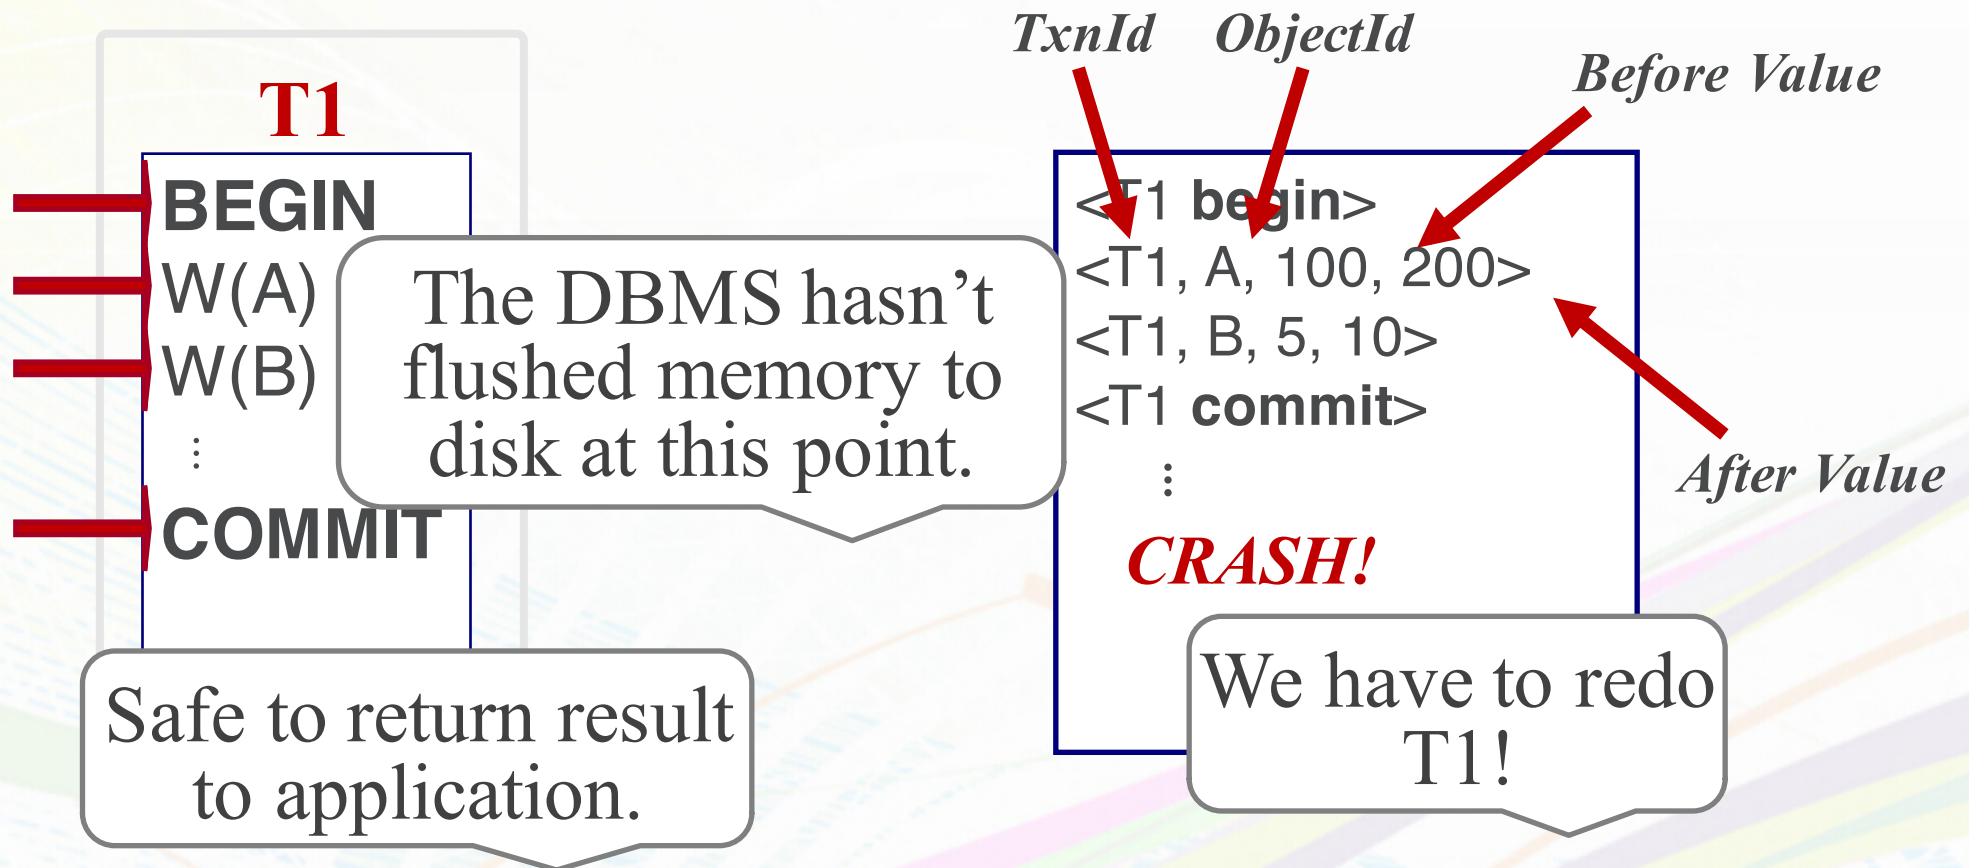 T1
BEGIN
W(A)
W(B)
⋮
COMMIT
The DBMS hasn’t
flushed memory to
disk at this point.
Safe to return result
to application.
TxnId
ObjectId
Before Value
<T1 begin>
<T1, A, 100, 200>
<T1, B, 5, 10>
<T1 commit>
⋮
CRASH!
After Value
We have to redo
T1!